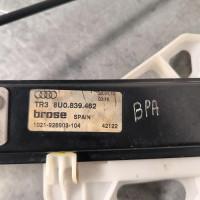 TR3 8U0.839.462
brose SPAIN
1021-928903-104 42122
BPA